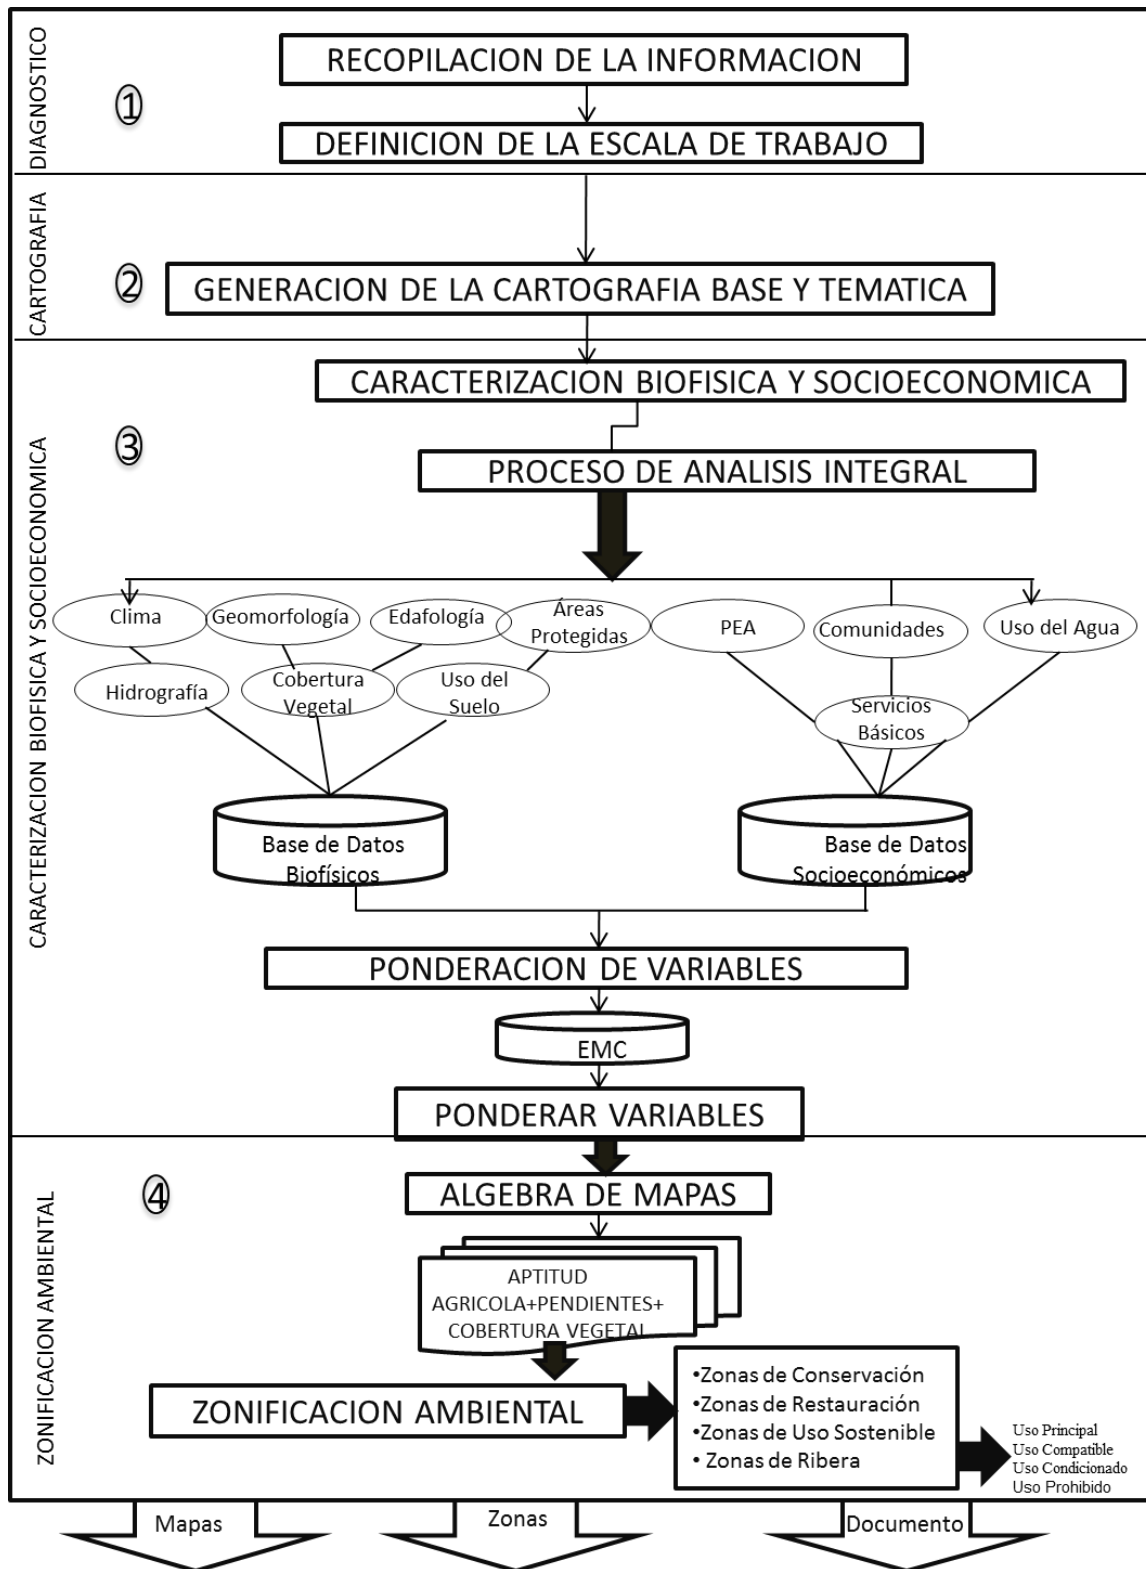 DIAGNOSTICO
1
RECOPILACION DE LA INFORMACION
DEFINICION DE LA ESCALA DE TRABAJO
CARTOGRAFIA
2
GENERACION DE LA CARTOGRAFIA BASE Y TEMATICA
CARACTERIZACION BIOFISICA Y SOCIOECONOMICA
CARACTERIZACION BIOFISICA Y SOCIOECONOMICA
3
PROCESO DE ANALISIS INTEGRAL
Clima
Geomorfología
Edafología
Áreas
Protegidas
PEA
Comunidades
Uso del Agua
Hidrografía
Cobertura
Vegetal
Uso del
Suelo
Servicios
Básicos
Base de Datos
Biofísicos
Base de Datos
Socioeconómicos
PONDERACION DE VARIABLES
EMC
PONDERAR VARIABLES
ZONIFICACION AMBIENTAL
4
ALGEBRA DE MAPAS
APTITUD
AGRICOLA+PENDIENTES+
COBERTURA VEGETAL
ZONIFICACION AMBIENTAL
•Zonas de Conservación
•Zonas de Restauración
•Zonas de Uso Sostenible
• Zonas de Ribera
Uso Principal
Uso Compatible
Uso Condicionado
Uso Prohibido
Mapas
Zonas
Documento